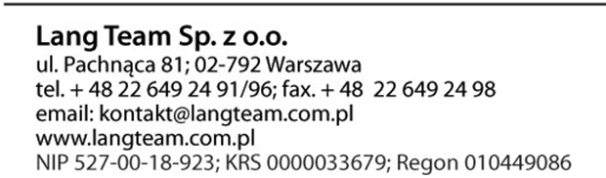 Lang Team Sp. z o.o.
ul. Pachnąca 81; 02-792 Warszawa
tel. + 48 22 649 24 91/96; fax. + 48 22 649 24 98
email: kontakt@langteam.com.pl
www.langteam.com.pl
NIP 527-00-18-923; KRS 0000033679; Regon 010449086